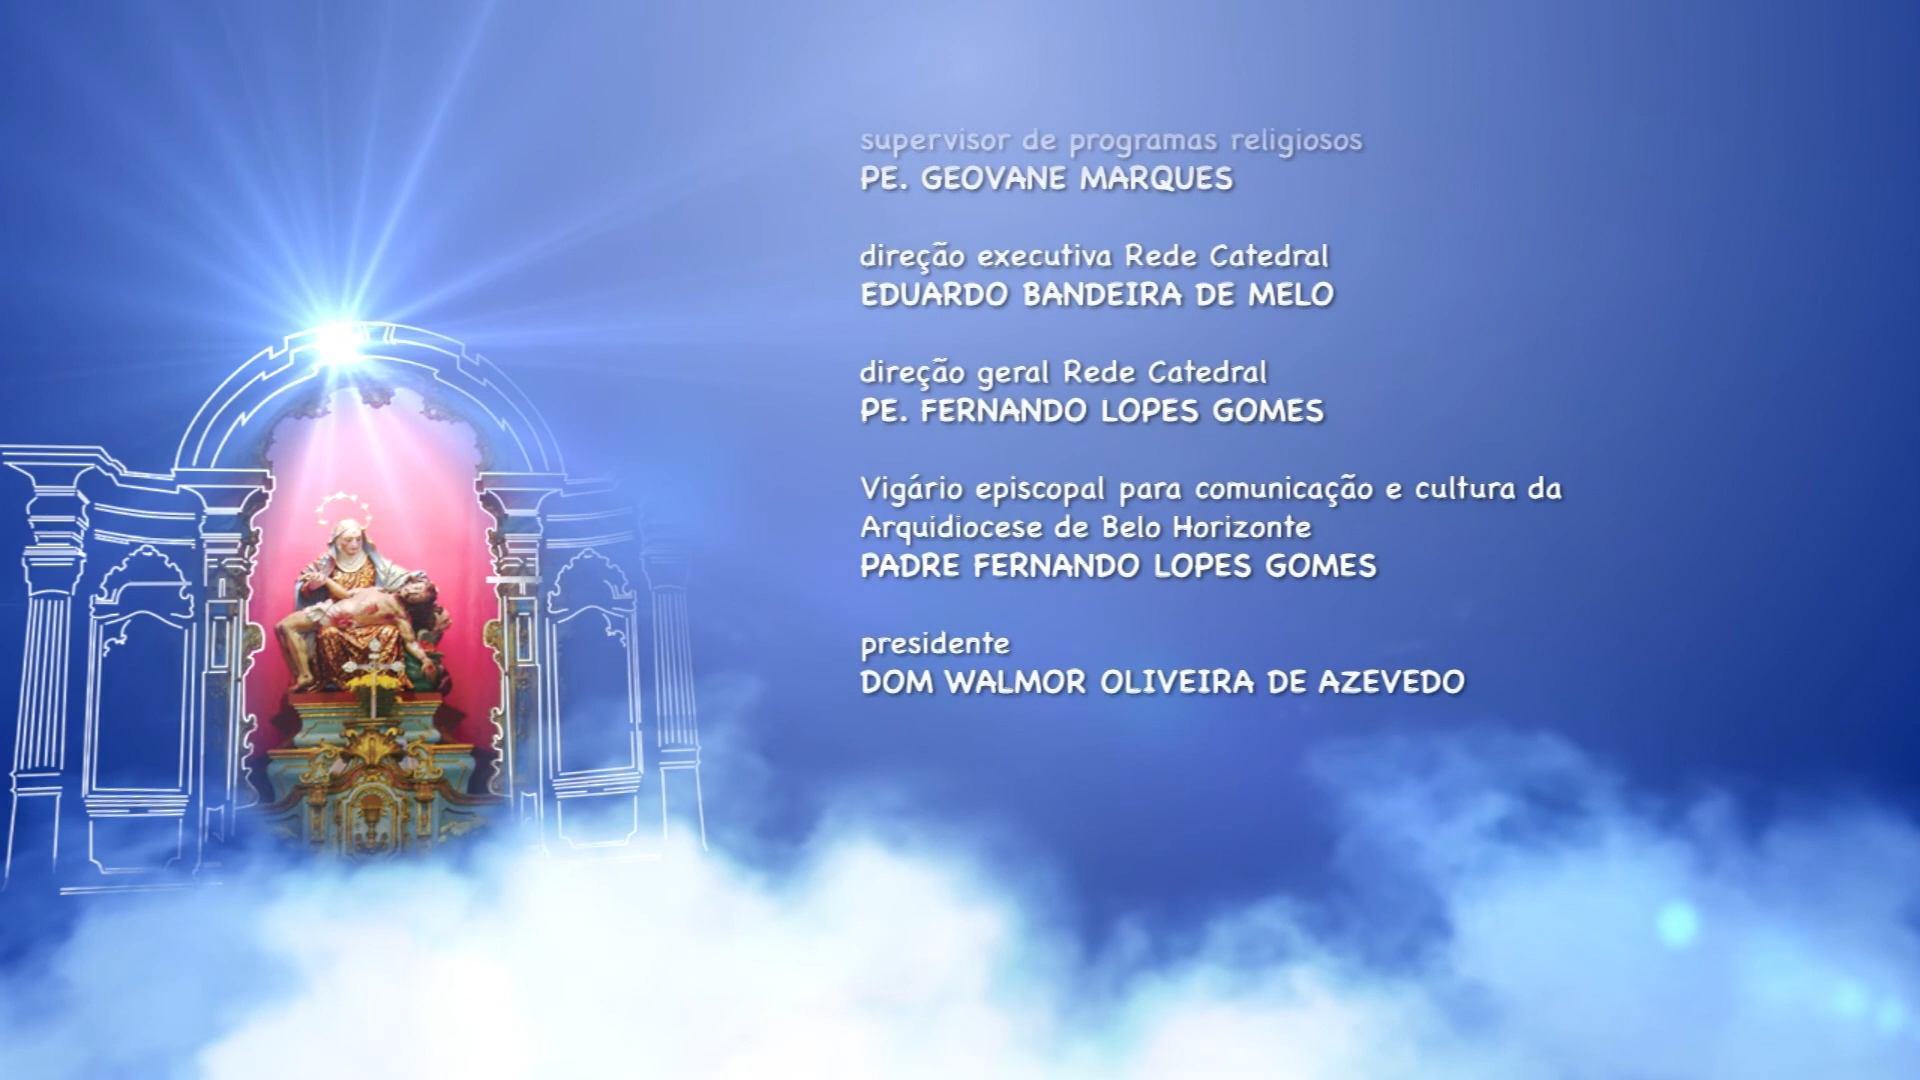 supervisor de programas religiosos
PE. GEOVANE MARQUES
direção executiva Rede Catedral
EDUARDO BANDEIRA DE MELO
direção geral Rede Catedral
PE. FERNANDO LOPES GOMES
Vigário episcopal para comunicação e cultura da
Arquidiocese de Belo Horizonte
PADRE FERNANDO LOPES GOMES
presidente
DOM WALMOR OLIVEIRA DE AZEVEDO